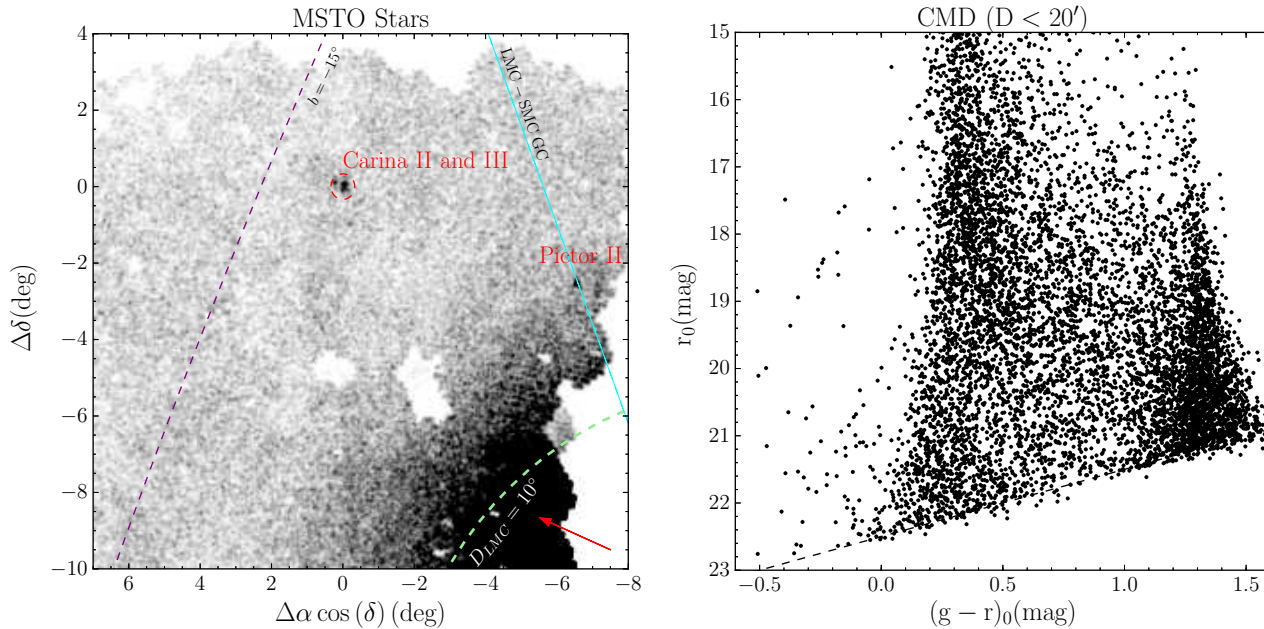 MSTO Stars
4
2
0
−2
−4
−6
−8
−10
6
4
2
0
−2
−4
−6
−8
Δδ(deg)
Δα cos (δ) (deg)
b = −15°
LMC − SMC GC
Carina II and III
Pictor II
D_LMC = 10°
CMD (D < 20′)
15
16
17
18
19
20
21
22
23
−0.5
0.0
0.5
1.0
1.5
r₀(mag)
(g − r)₀(mag)